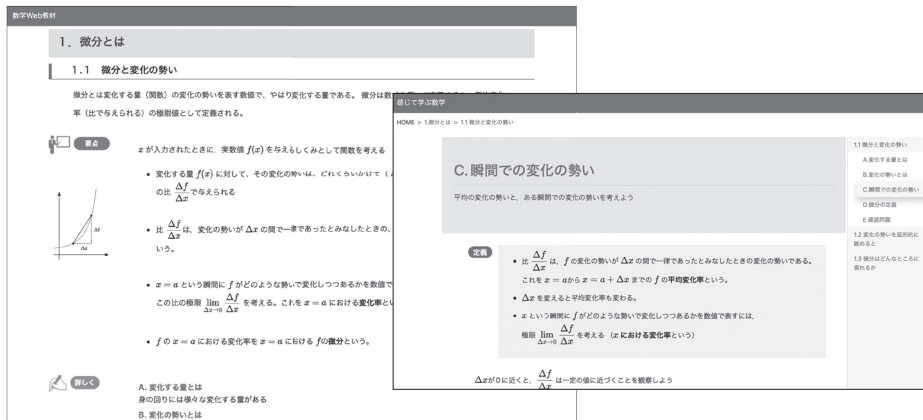 数学Web教材
1．微分とは
1.1 微分と変化の勢い
微分とは変化する量（関数）の変化の勢いを表す数値で、やはり変化する量である。 微分は数
率（比で与えられる）の極限値として定義される。
要点
x が入力されたときに、実数値 f(x) を与えるしくみとして関数を考える
• 変化する量 f(x) に対して、その変化の勢いは、どれくらいかけて（
の比 Δf/Δx で与えられる
• 比 Δf/Δx は、変化の勢いが Δx の間で一律であったとみなしたときの、
いう。
• x = a という瞬間に f がどのような勢いで変化しつつあるかを数値で
この比の極限 lim Δx→0 Δf/Δx を考える。これを x = a における変化率と
• f の x = a における変化率を x = a における f の微分という。
Δf
Δx
詳しく
A. 変化する量とは
身の回りには様々な変化する量がある
B. 変化の勢いとは
感じて学ぶ数学
HOME > 1.微分とは > 1.1 微分と変化の勢い
C. 瞬間での変化の勢い
平均の変化の勢いと、ある瞬間での変化の勢いを考えよう
定義
• 比 Δf/Δx は、f の変化の勢いが Δx の間で一律であったとみなしたときの変化の勢いである。
これを x = a から x = a + Δx までの f の平均変化率という。
• Δx を変えると平均変化率も変わる。
• x という瞬間に f がどのような勢いで変化しつつあるかを数値で表すには、
極限 lim Δx→0 Δf/Δx を考える （x における変化率という）
Δxが0に近くと、Δf/Δx は一定の値に近づくことを観察しよう
1.1 微分と変化の勢い
A.変化する量とは
B.変化の勢いとは
C.瞬間での変化の勢い
D.微分の定義
E.確認問題
1.2 変化の勢いを図形的に
眺めると
1.3 微分はどんなところに
現れるか